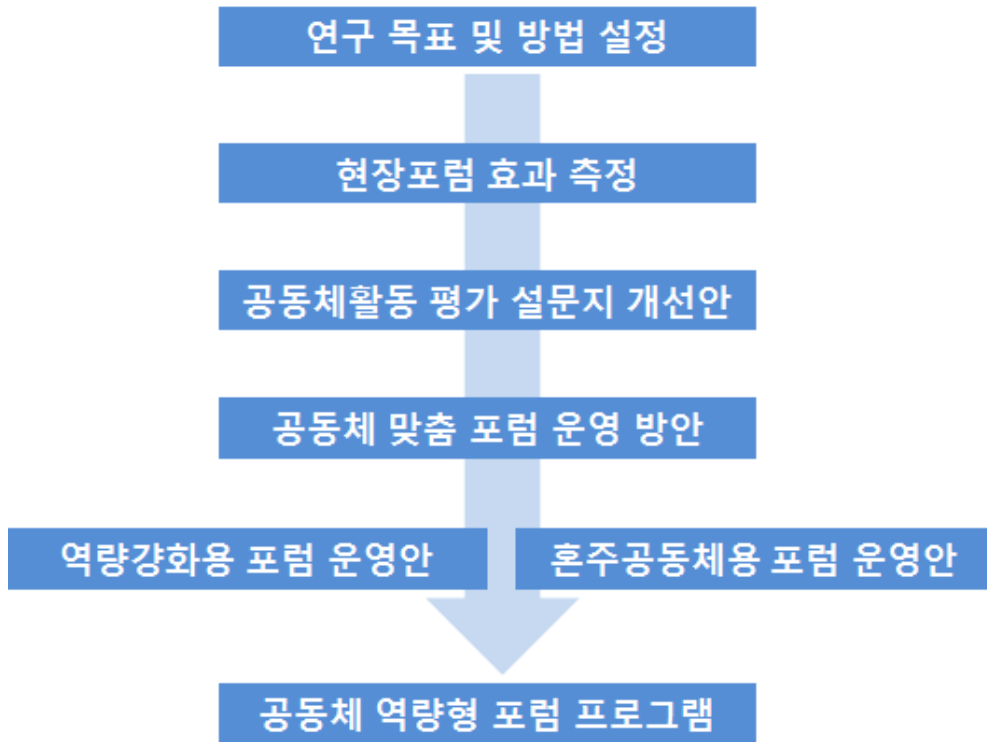 연구 목표 및 방법 설정
현장포럼 효과 측정
공동체활동 평가 설문지 개선안
공동체 맞춤 포럼 운영 방안
역량걍화용 포럼 운영안
혼주공동체용 포럼 운영안
공동체 역량형 포럼 프로그램